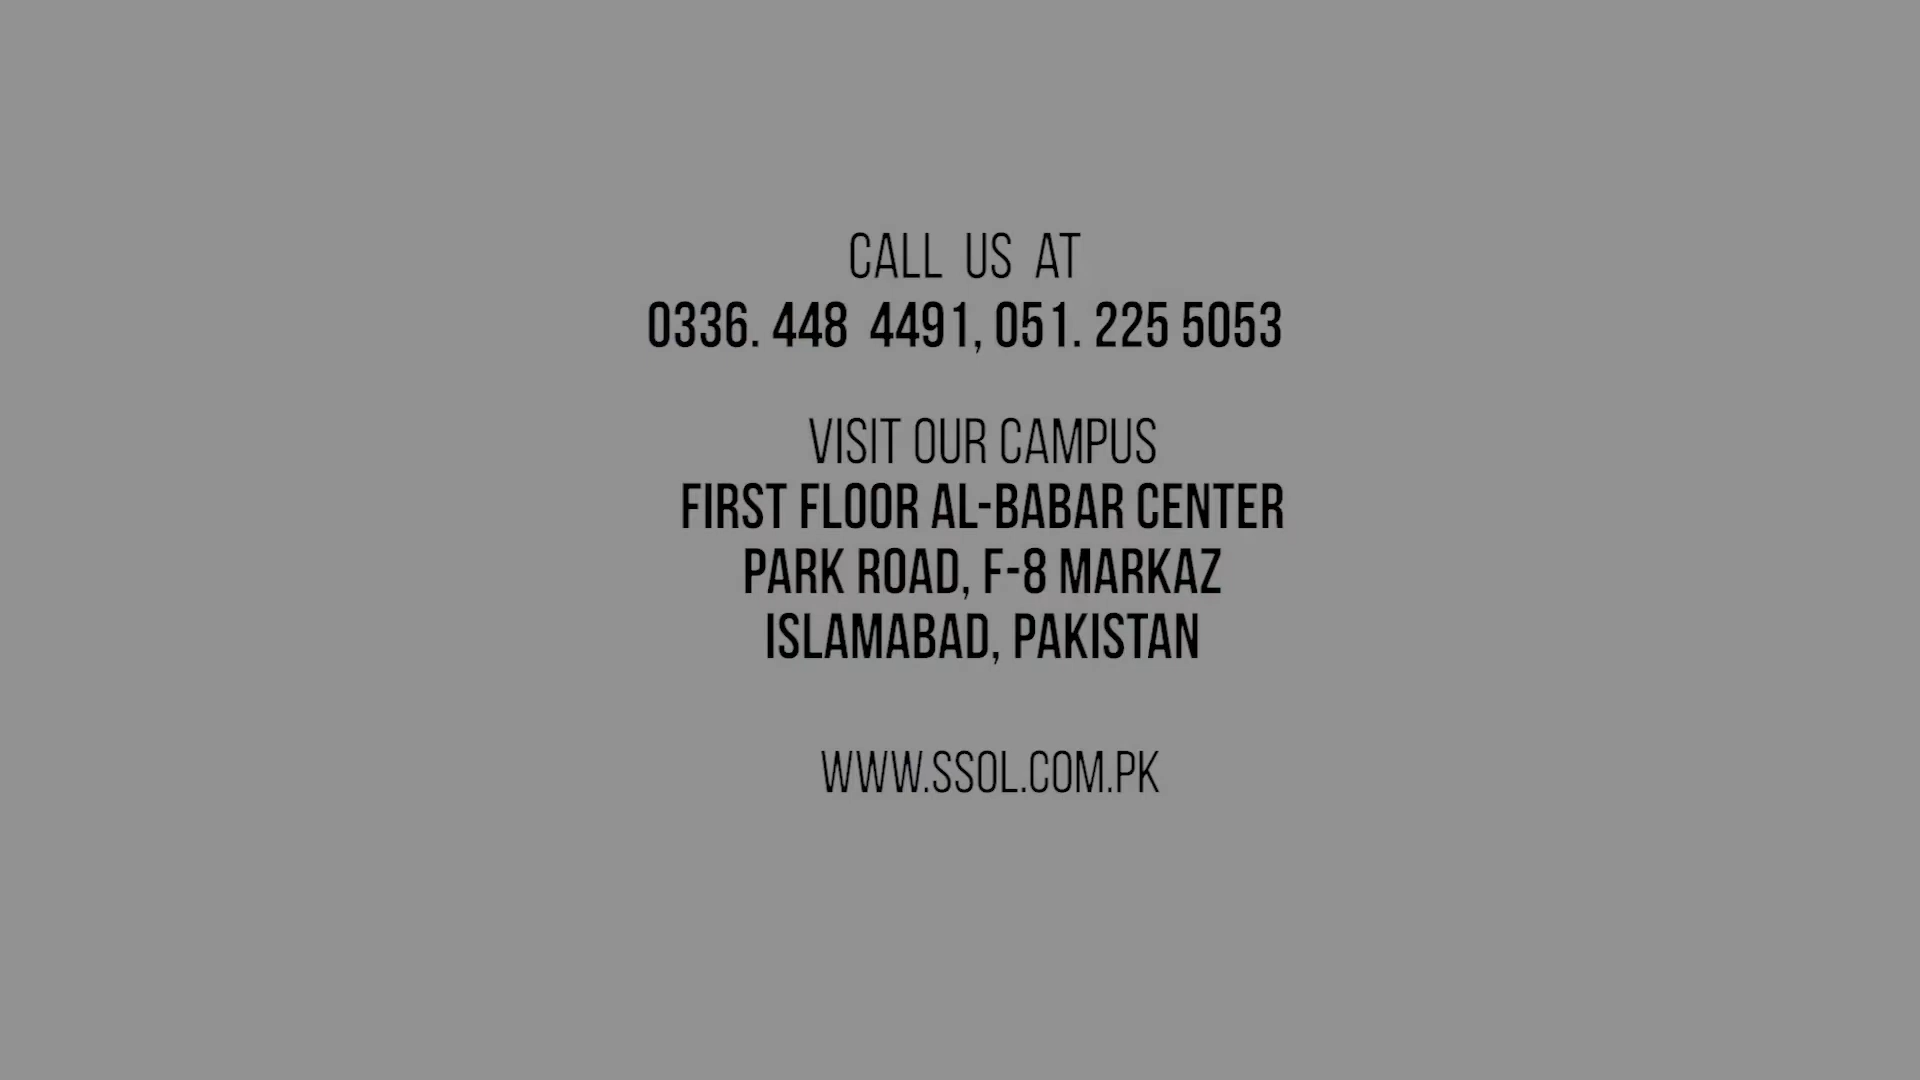 CALL US AT
0336. 448 4491, 051. 225 5053
VISIT OUR CAMPUS
FIRST FLOOR AL-BABAR CENTER
PARK ROAD, F-8 MARKAZ
ISLAMABAD, PAKISTAN
WWW.SSOL.COM.PK